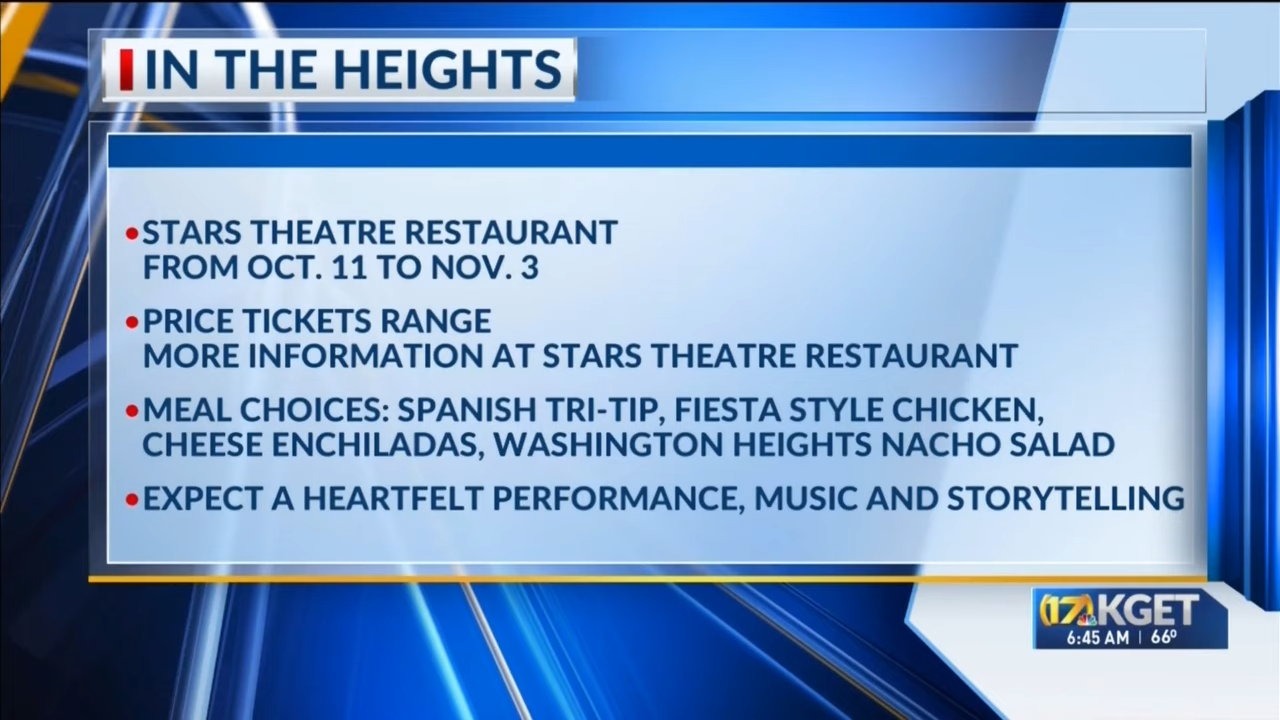 IN THE HEIGHTS
•STARS THEATRE RESTAURANT
FROM OCT. 11 TO NOV. 3
•PRICE TICKETS RANGE
MORE INFORMATION AT STARS THEATRE RESTAURANT
•MEAL CHOICES: SPANISH TRI-TIP, FIESTA STYLE CHICKEN,
CHEESE ENCHILADAS, WASHINGTON HEIGHTS NACHO SALAD
•EXPECT A HEARTFELT PERFORMANCE, MUSIC AND STORYTELLING
17 KGET
6:45 AM | 66º